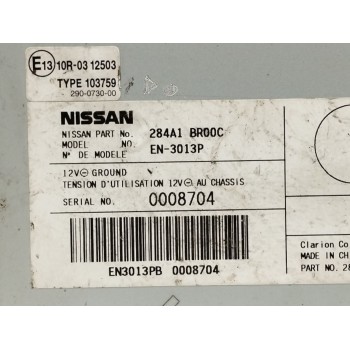 E13 10R-03 12503
TYPE 103759
290-0730-00
NISSAN
NISSAN PART No. 284A1 BR00C
MODEL NO. EN-3013P
N° DE MODELE
12V⊖ GROUND
TENSION D'UTILISATION 12V⊖ AU CHASSIS
SERIAL NO. 0008704
EN3013PB 0008704
Clarion Co
MADE IN CH
PART NO. 28